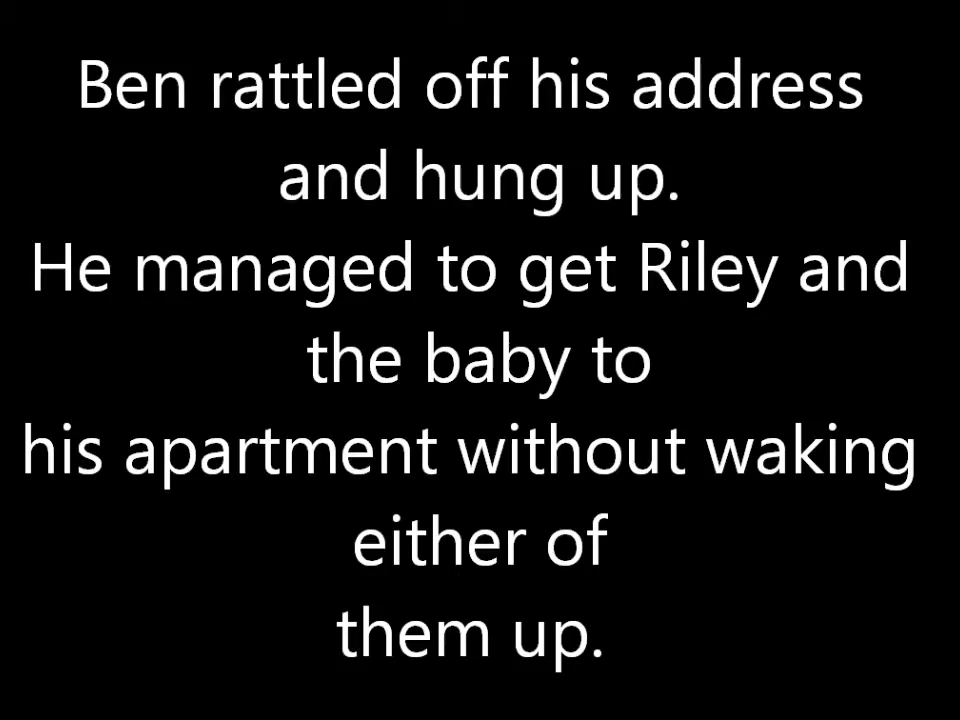 Ben rattled off his address
and hung up.
He managed to get Riley and
the baby to
his apartment without waking
either of
them up.